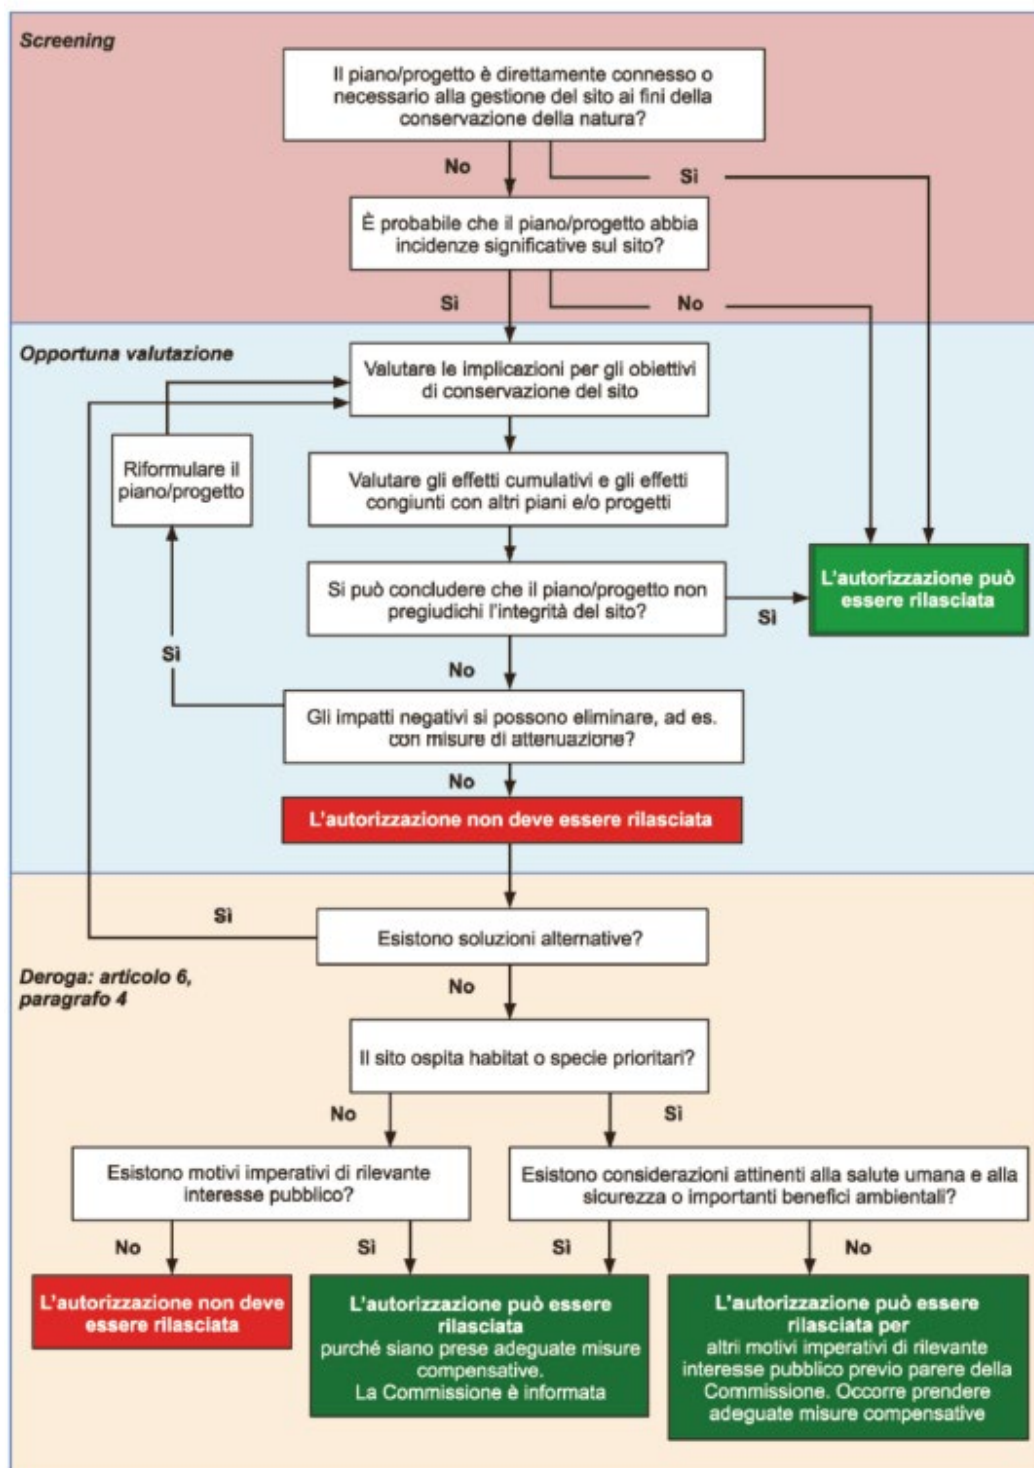 Screening
Il piano/progetto è direttamente connesso o
necessario alla gestione del sito ai fini della
conservazione della natura?
No
Sì
È probabile che il piano/progetto abbia
incidenze significative sul sito?
Sì
No
Opportuna valutazione
Valutare le implicazioni per gli obiettivi
di conservazione del sito
Riformulare il
piano/progetto
Valutare gli effetti cumulativi e gli effetti
congiunti con altri piani e/o progetti
Si può concludere che il piano/progetto non
pregiudichi l'integrità del sito?
Sì
L'autorizzazione può
essere rilasciata
Sì
No
Gli impatti negativi si possono eliminare, ad es.
con misure di attenuazione?
No
L'autorizzazione non deve essere rilasciata
Sì
Esistono soluzioni alternative?
Deroga: articolo 6,
paragrafo 4
No
Il sito ospita habitat o specie prioritari?
No
Sì
Esistono motivi imperativi di rilevante
interesse pubblico?
Esistono considerazioni attinenti alla salute umana e alla
sicurezza o importanti benefici ambientali?
No
Sì
Sì
No
L'autorizzazione non deve
essere rilasciata
L'autorizzazione può essere
rilasciata
purché siano prese adeguate misure
compensative.
La Commissione è informata
L'autorizzazione può essere
rilasciata per
altri motivi imperativi di rilevante
interesse pubblico previo parere della
Commissione. Occorre prendere
adeguate misure compensative